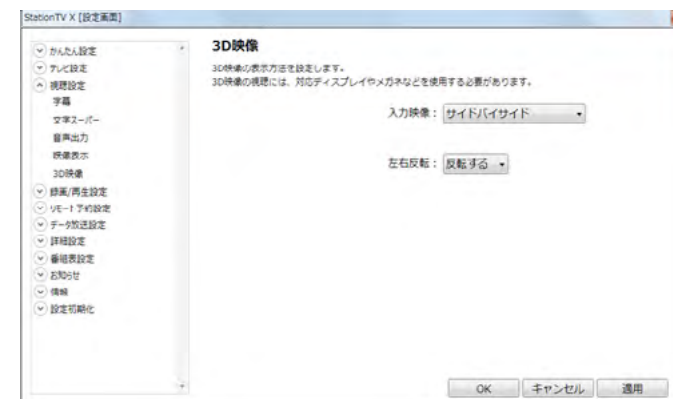 StationTV X [設定画面]
かんたん設定
テレビ設定
視聴設定
字幕
文字スーパー
音声出力
映像表示
3D映像
録画/再生設定
リモート予約設定
データ放送設定
詳細設定
番組表設定
お知らせ
情報
設定初期化
3D映像
3D映像の表示方法を設定します。
3D映像の視聴には、対応ディスプレイやメガネなどを使用する必要があります。
入力映像： サイドバイサイド
左右反転： 反転する
OK キャンセル 適用